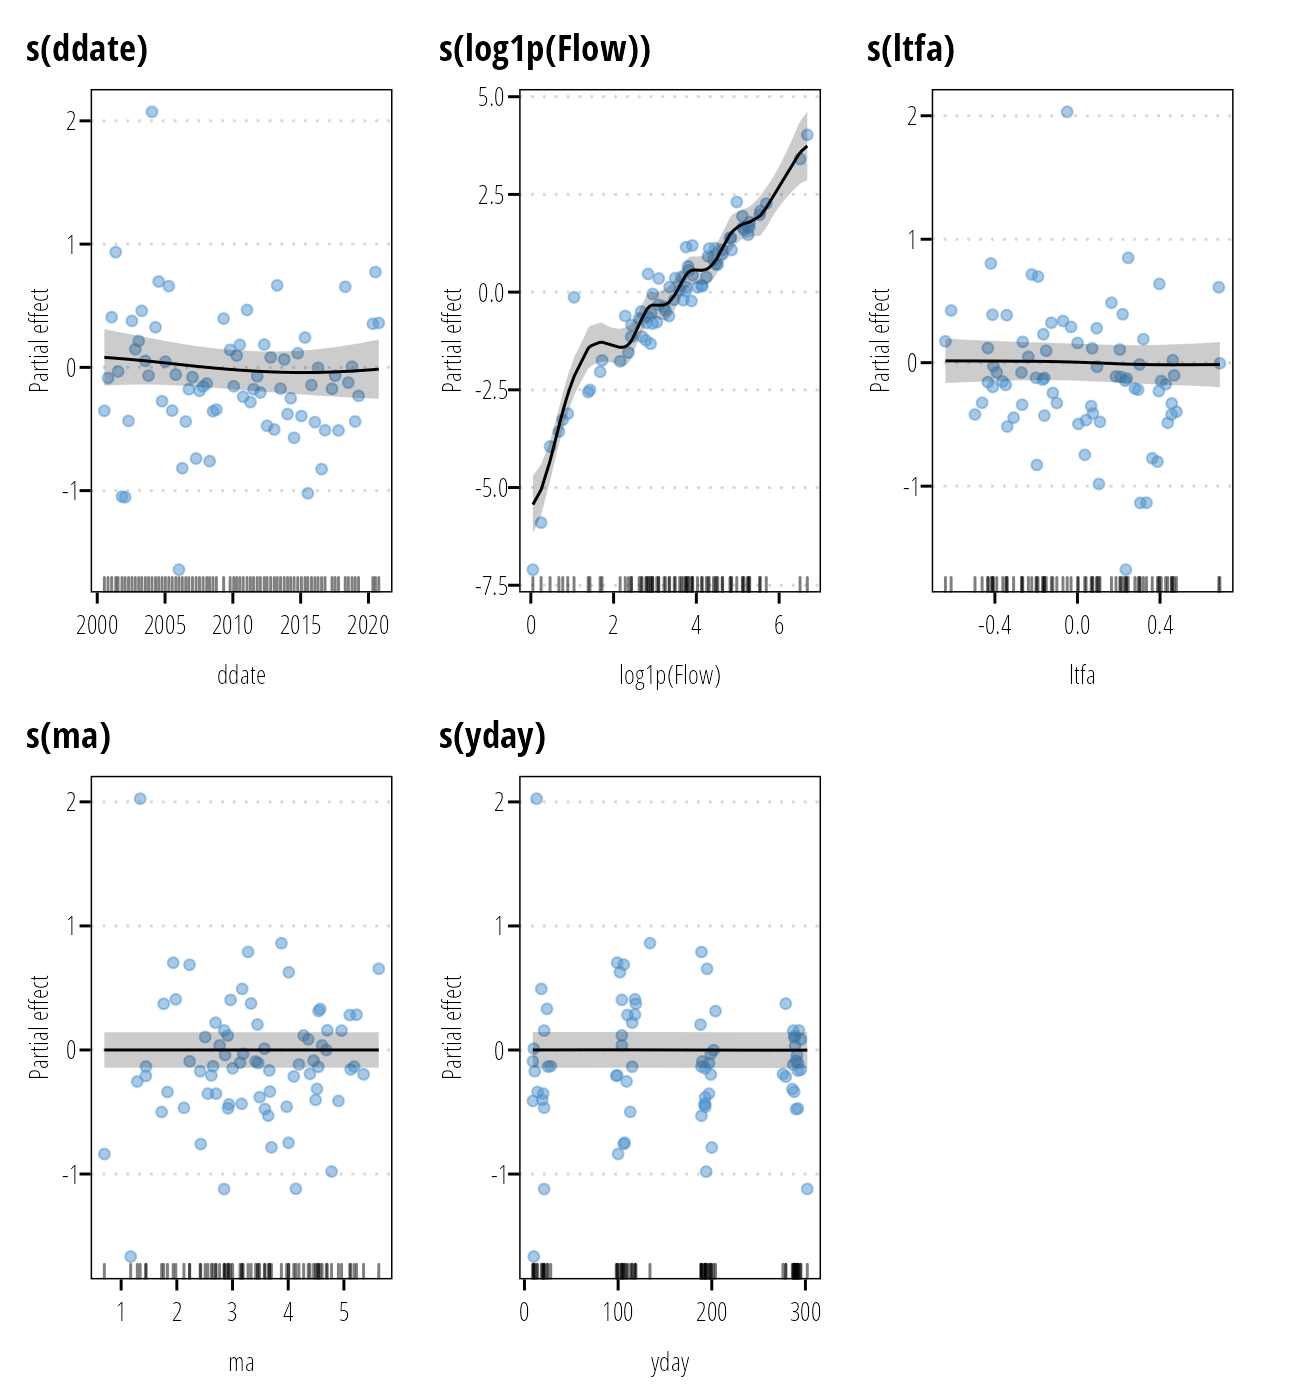 s(ddate)
s(log1p(Flow))
s(ltfa)
Partial effect
2
1
0
-1
2000 2005 2010 2015 2020
ddate
Partial effect
5.0
2.5
0.0
-2.5
-5.0
-7.5
0 2 4 6
log1p(Flow)
Partial effect
2
1
0
-1
-0.4 0.0 0.4
ltfa
s(ma)
s(yday)
Partial effect
2
1
0
-1
1 2 3 4 5
ma
Partial effect
2
1
0
-1
0 100 200 300
yday